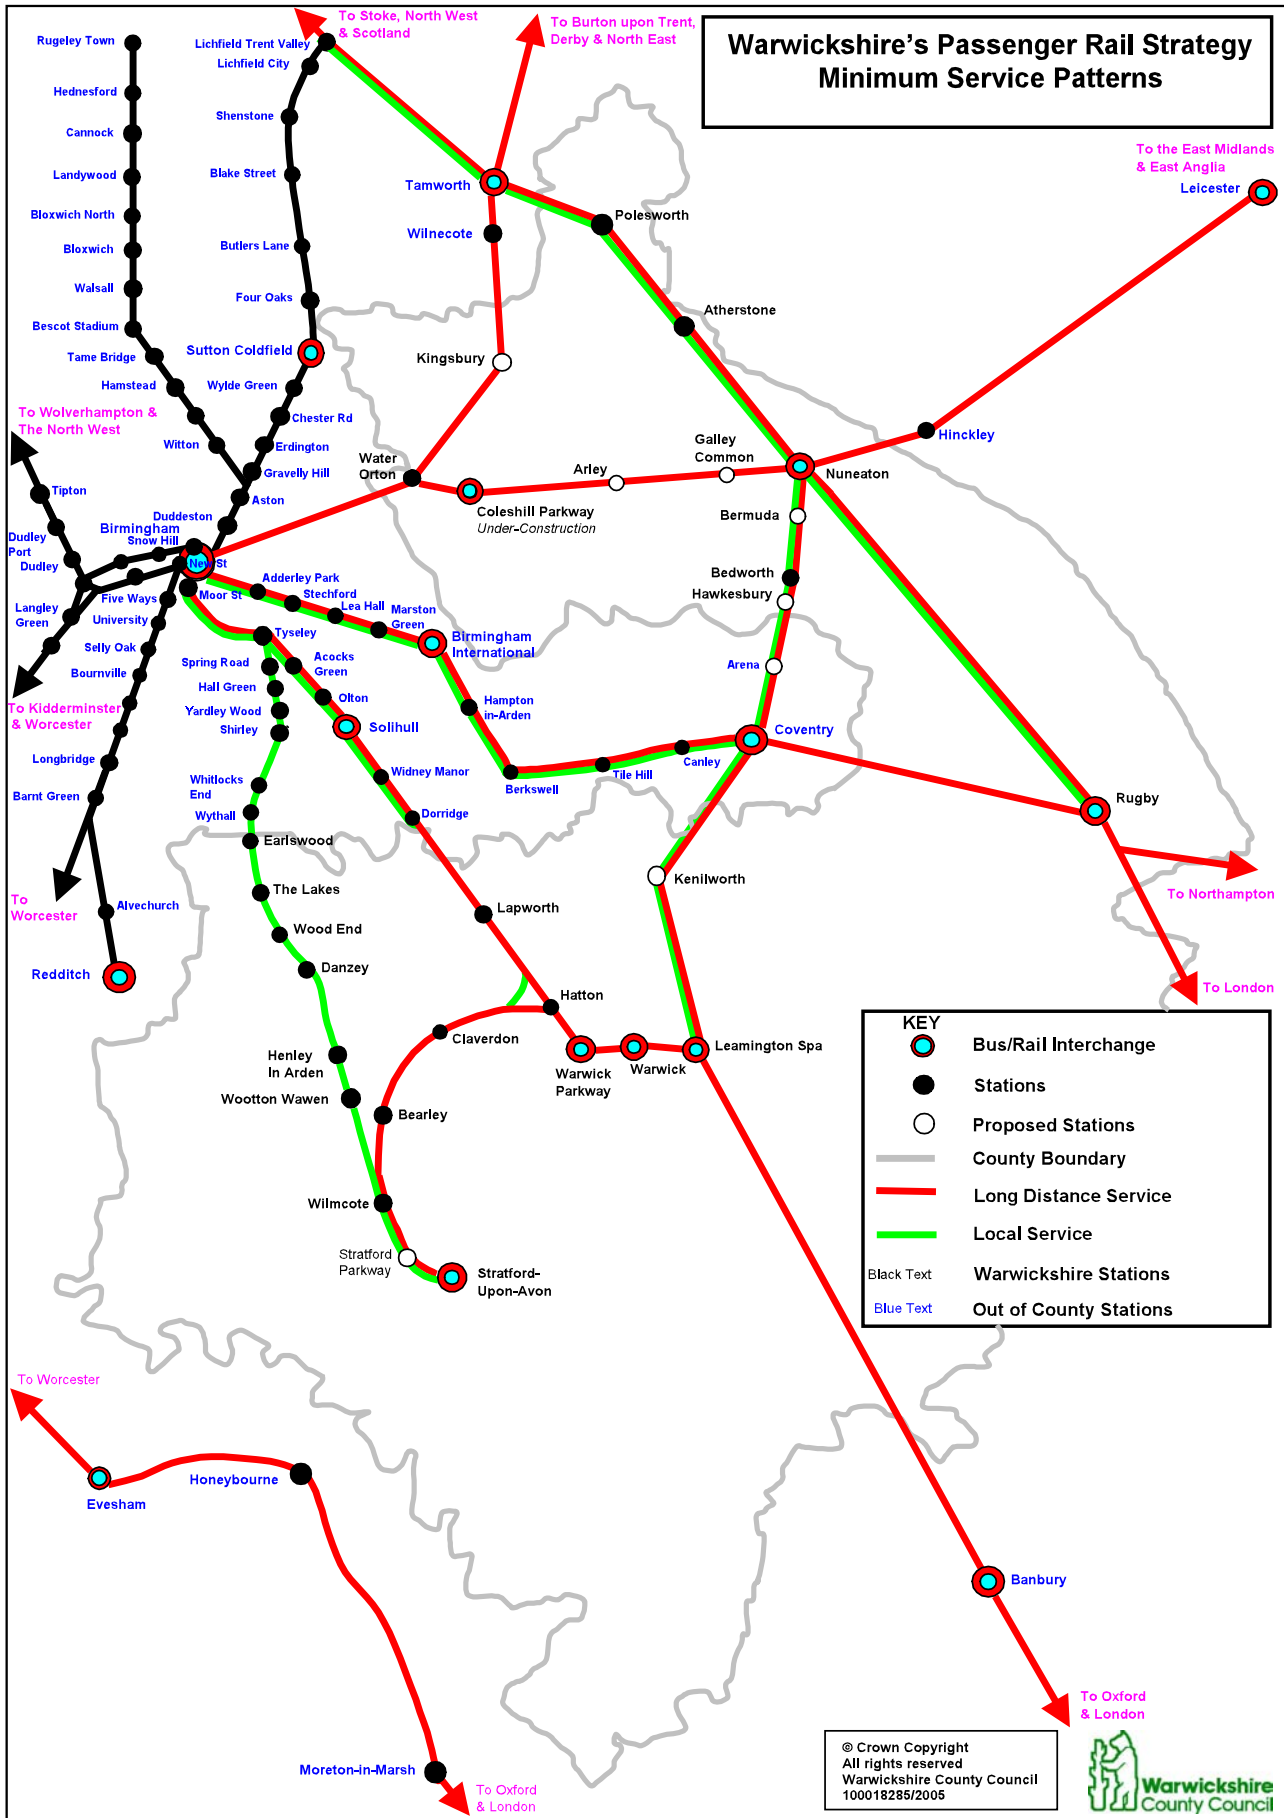 Warwickshire's Passenger Rail Strategy
Minimum Service Patterns
To Stoke, North West
& Scotland
To Burton upon Trent,
Derby & North East
To the East Midlands
& East Anglia
Leicester
Rugeley Town
Hednesford
Cannock
Landywood
Bloxwich North
Bloxwich
Walsall
Bescot Stadium
Tame Bridge
Hamstead
Witton
Lichfield Trent Valley
Lichfield City
Shenstone
Blake Street
Butlers Lane
Four Oaks
Sutton Coldfield
Wylde Green
Chester Rd
Erdington
Gravelly Hill
Aston
Duddeston
Tamworth
Wilnecote
Kingsbury
Water
Orton
Polesworth
Atherstone
Hinckley
Nuneaton
Galley
Common
Arley
Coleshill Parkway
Under-Construction
Bermuda
Bedworth
Hawkesbury
Arena
Coventry
To Wolverhampton &
The North West
Tipton
Dudley
Port
Dudley
Langley
Green
To Kidderminster
& Worcester
Birmingham
Snow Hill
New St
Moor St
Five Ways
University
Selly Oak
Bournville
Longbridge
Barnt Green
To
Worcester
Alvechurch
Redditch
Adderley Park
Stechford
Lea Hall
Marston
Green
Birmingham
International
Hampton
in-Arden
Berkswell
Tile Hill
Canley
Tyseley
Spring Road
Hall Green
Yardley Wood
Shirley
Whitlocks
End
Wythall
Earlswood
The Lakes
Wood End
Danzey
Henley
In Arden
Wootton Wawen
Wilmcote
Stratford
Parkway
Stratford-
Upon-Avon
Acocks
Green
Olton
Solihull
Widney Manor
Dorridge
Lapworth
Hatton
Claverdon
Bearley
Warwick
Parkway
Warwick
Leamington Spa
Kenilworth
Rugby
To Northampton
To London
KEY
Bus/Rail Interchange
Stations
Proposed Stations
County Boundary
Long Distance Service
Local Service
Black Text
Warwickshire Stations
Blue Text
Out of County Stations
To Worcester
Evesham
Honeybourne
Moreton-in-Marsh
To Oxford
& London
Banbury
To Oxford
& London
© Crown Copyright
All rights reserved
Warwickshire County Council
100018285/2005
Warwickshire
County Council